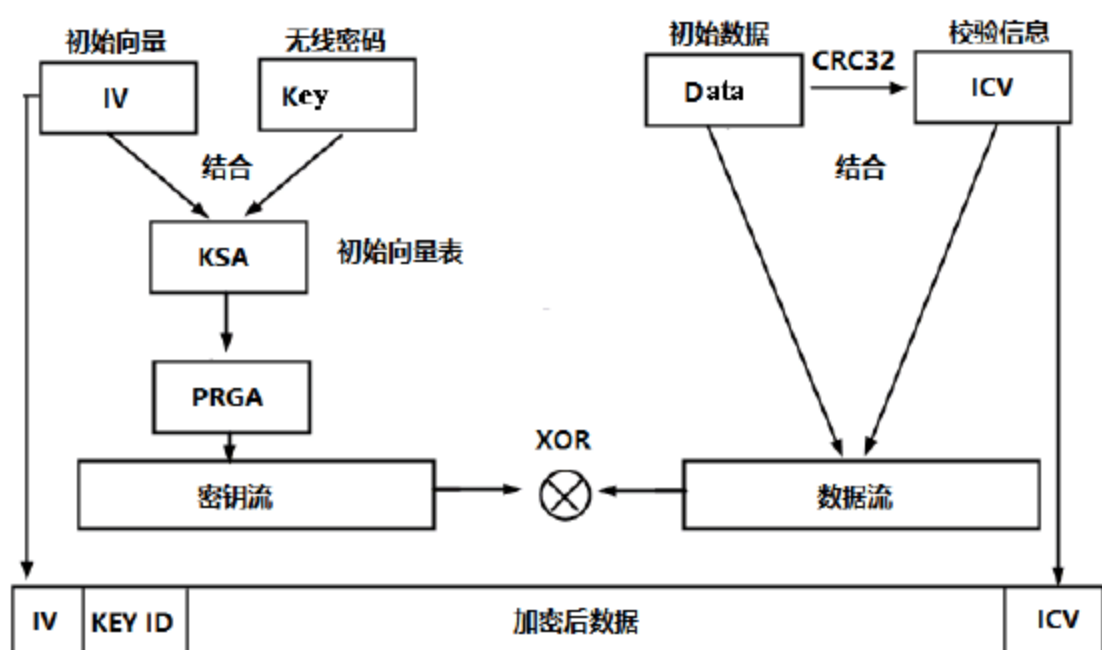 初始向量
无线密码
初始数据
校验信息
IV
Key
Data
CRC32
ICV
结合
结合
KSA
初始向量表
PRGA
XOR
密钥流
数据流
IV
KEY ID
加密后数据
ICV